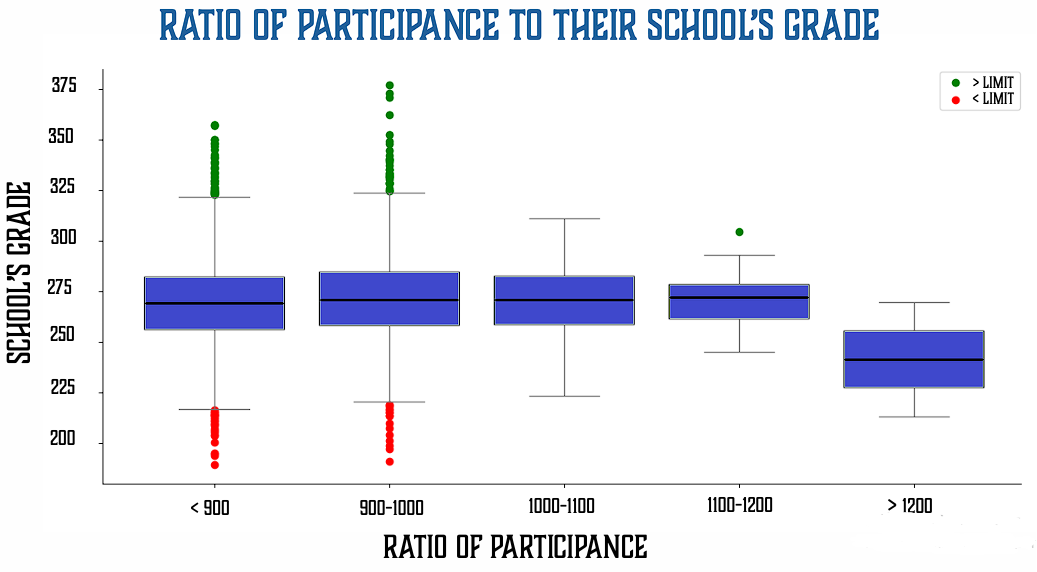 RATIO OF PARTICIPANCE TO THEIR SCHOOL'S GRADE
> LIMIT
< LIMIT
SCHOOL'S GRADE
375
350
325
300
275
250
225
200
< 900
900-1000
1000-1100
1100-1200
> 1200
RATIO OF PARTICIPANCE